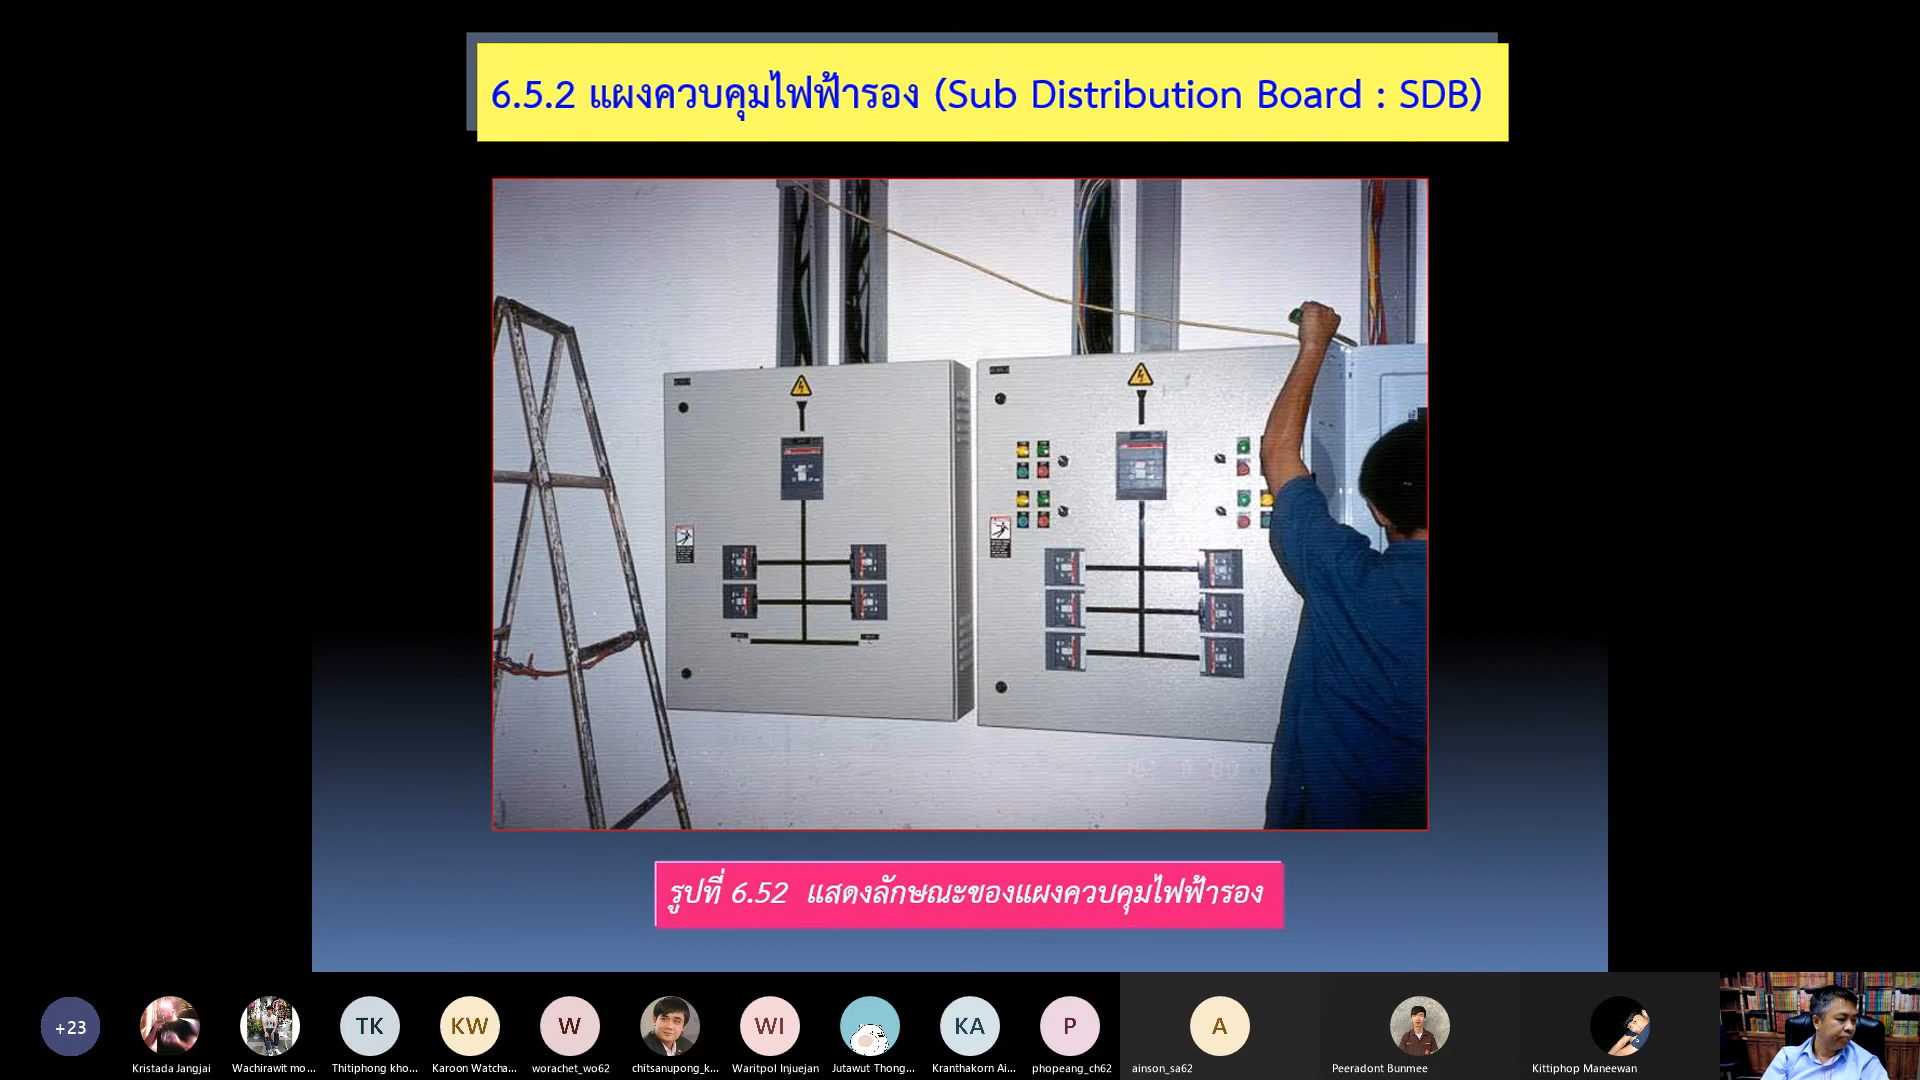 6.5.2 แผงควบคุมไฟฟ้ารอง (Sub Distribution Board : SDB)
รูปที่ 6.52 แสดงลักษณะของแผงควบคุมไฟฟ้ารอง
+23
TK
KW
W
WI
KA
P
A
Kristada Jangjai
Wachirawit mo...
Thitiphong kho...
Karoon Watcha...
worachet_wo62
chitsanupong_k...
Waritpol Injuejan
Jutawut Thong...
Kranthakorn Ai...
phopeang_ch62
ainson_sa62
Peeradont Bunmee
Kittiphop Maneewan